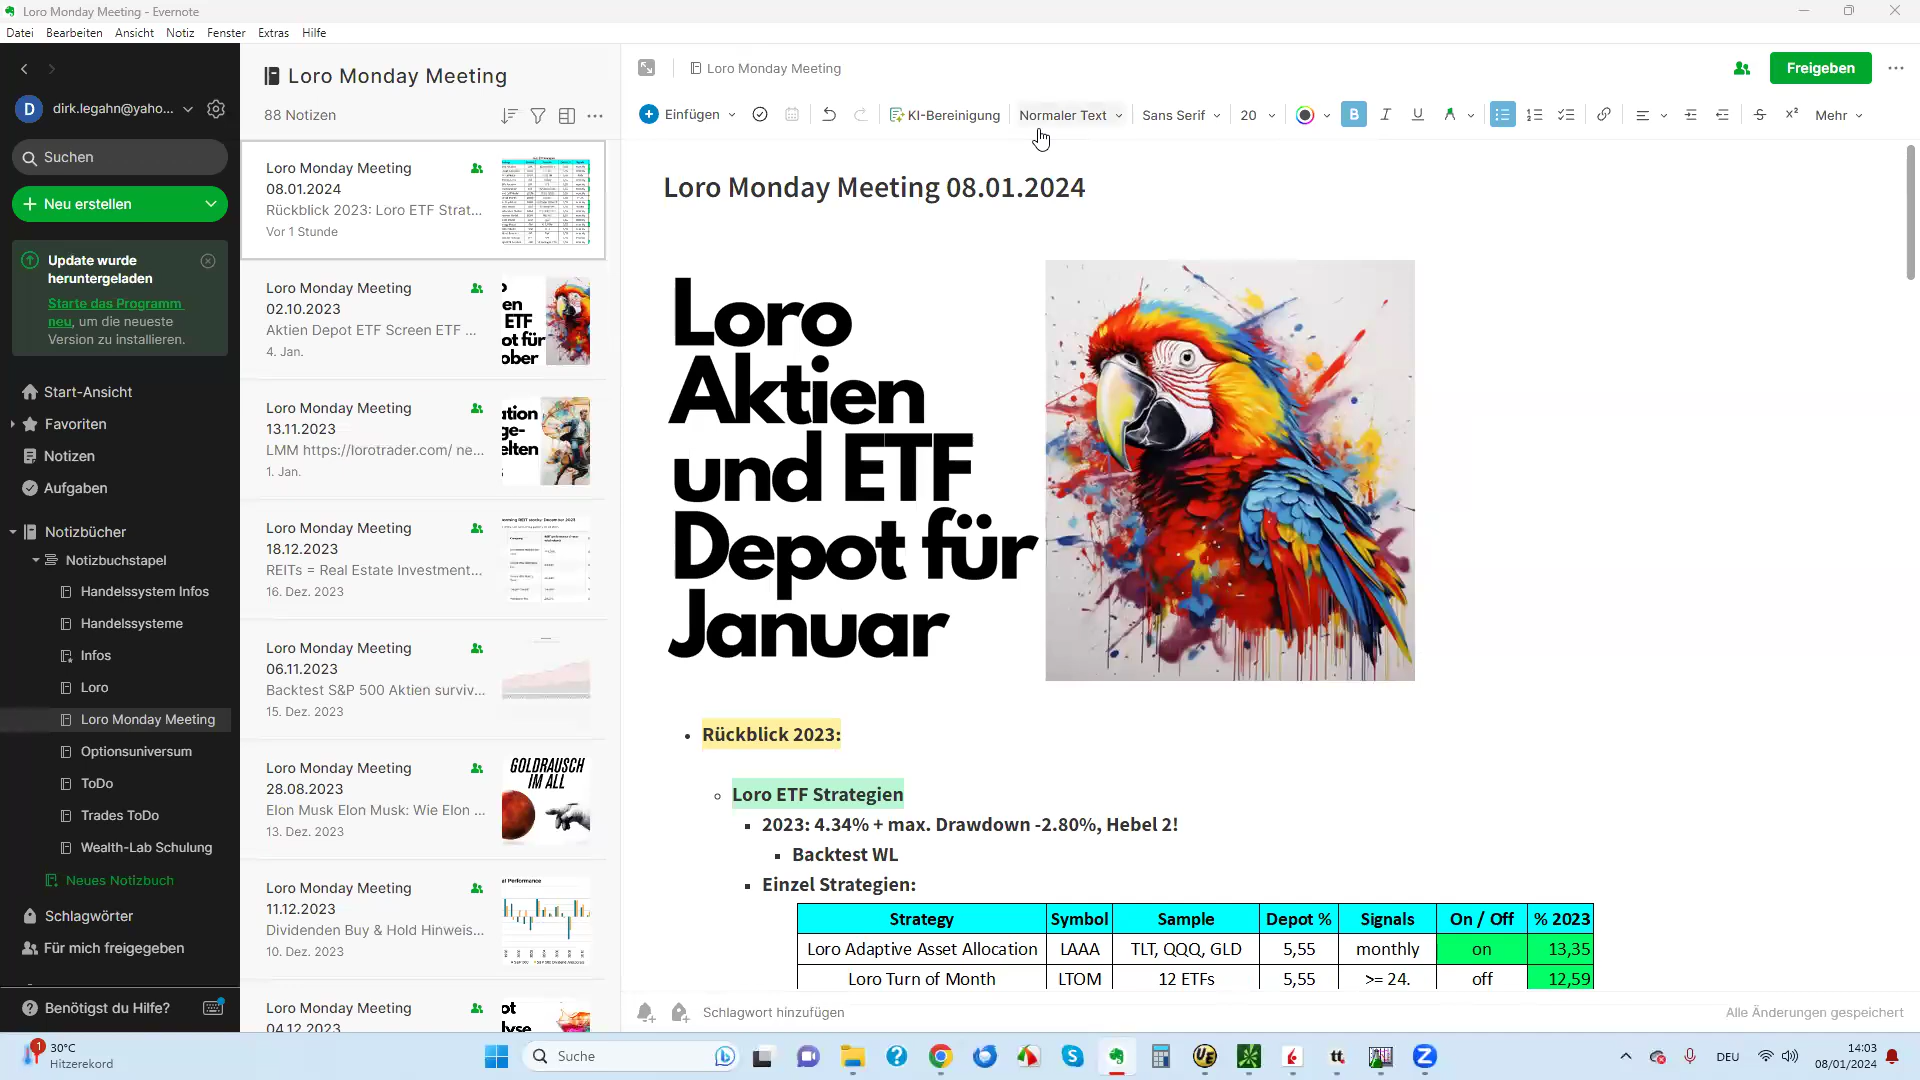 Loro Monday Meeting - Evernote
Datei Bearbeiten Ansicht Notiz Fenster Extras Hilfe
D dirk.legahn@yaho...
Suchen
Neu erstellen
Update wurde
heruntergeladen
Starte das Programm
neu, um die neueste
Version zu installieren.
Start-Ansicht
Favoriten
Notizen
Aufgaben
Notizbücher
Notizbuchstapel
Handelssystem Infos
Handelssysteme
Infos
Loro
Loro Monday Meeting
Optionsuniversum
ToDo
Trades ToDo
Wealth-Lab Schulung
Neues Notizbuch
Schlagwörter
Für mich freigegeben
Benötigst du Hilfe?
Loro Monday Meeting
88 Notizen
Loro Monday Meeting
08.01.2024
Rückblick 2023: Loro ETF Strat...
Vor 1 Stunde
Loro Monday Meeting
02.10.2023
Aktien Depot ETF Screen ETF ...
4. Jan.
en
ETF
ot für
ober
Loro Monday Meeting
13.11.2023
LMM https://lorotrader.com/ ne...
1. Jan.
ation
ge-
elten
Loro Monday Meeting
18.12.2023
REITs = Real Estate Investment...
16. Dez. 2023
Loro Monday Meeting
06.11.2023
Backtest S&P 500 Aktien surviv...
15. Dez. 2023
Loro Monday Meeting
28.08.2023
Elon Musk Elon Musk: Wie Elon ...
13. Dez. 2023
GOLDRAUSCH
IM ALL
Loro Monday Meeting
11.12.2023
Dividenden Buy & Hold Hinweis...
10. Dez. 2023
al Performance
Loro Monday Meeting
04.12.2023
ot
lyse
Loro Monday Meeting
Freigeben
Einfügen KI-Bereinigung Normaler Text Sans Serif 20 B I U Mehr
Loro Monday Meeting 08.01.2024
Loro
Aktien
und ETF
Depot für
Januar
Rückblick 2023:
Loro ETF Strategien
2023: 4.34% + max. Drawdown -2.80%, Hebel 2!
Backtest WL
Einzel Strategien:
Strategy Symbol Sample Depot % Signals On / Off % 2023
Loro Adaptive Asset Allocation LAAA TLT, QQQ, GLD 5,55 monthly on 13,35
Loro Turn of Month LTOM 12 ETFs 5,55 >= 24. off 12,59
Schlagwort hinzufügen
Alle Änderungen gespeichert
1
30°C
Hitzerekord
Suche
DEU
14:03
08/01/2024